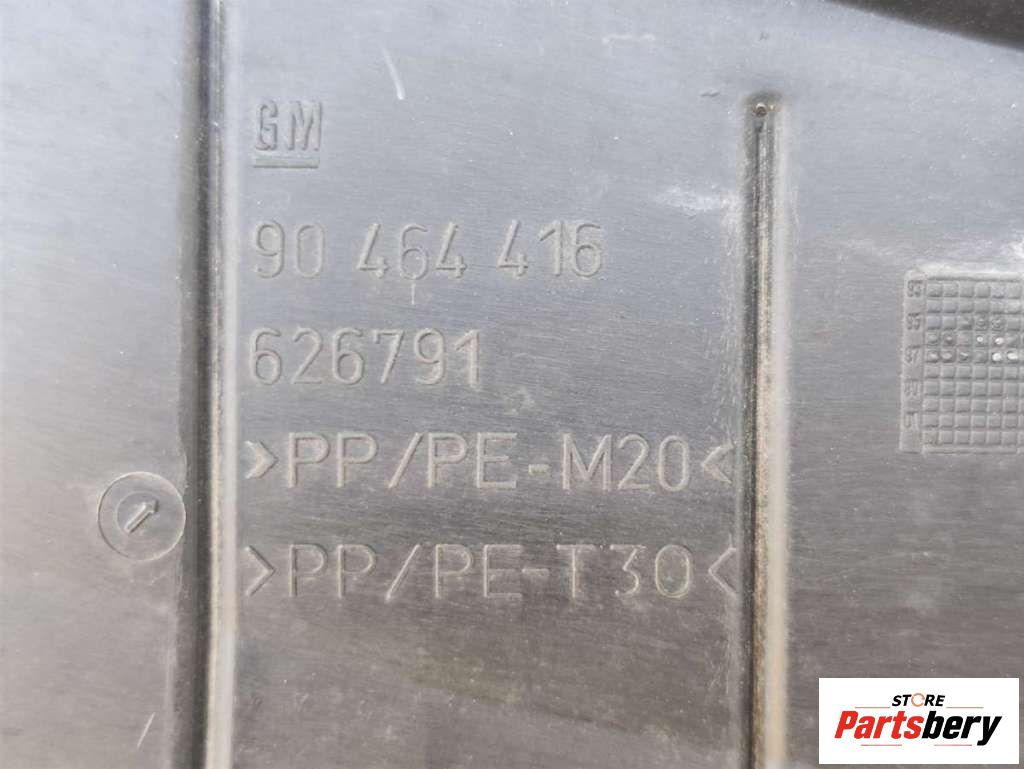 GM
90 464 416
626791
>PP/PE-M20<
>PP/PE-T30<
STORE
Partsbery